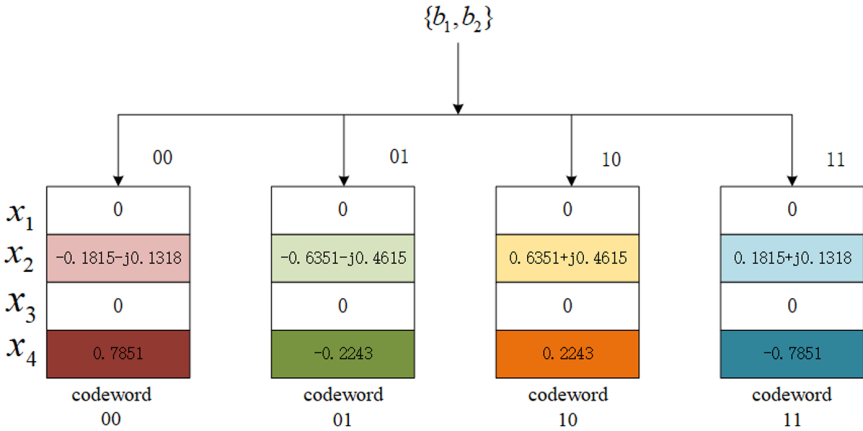 {b₁,b₂}
00 01 10 11
x₁ 0 0 0 0
x₂ -0.1815-j0.1318 -0.6351-j0.4615 0.6351+j0.4615 0.1815+j0.1318
x₃ 0 0 0 0
x₄ 0.7851 -0.2243 0.2243 -0.7851
codeword codeword codeword codeword
00 01 10 11